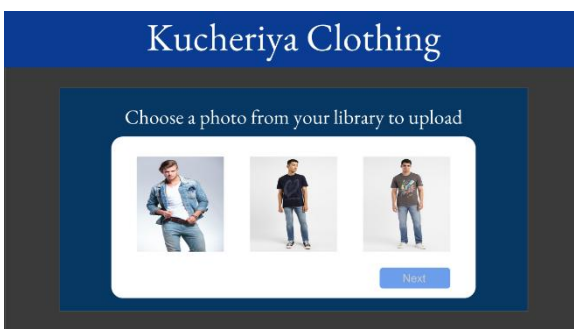 Kucheriya Clothing
Choose a photo from your library to upload
Next